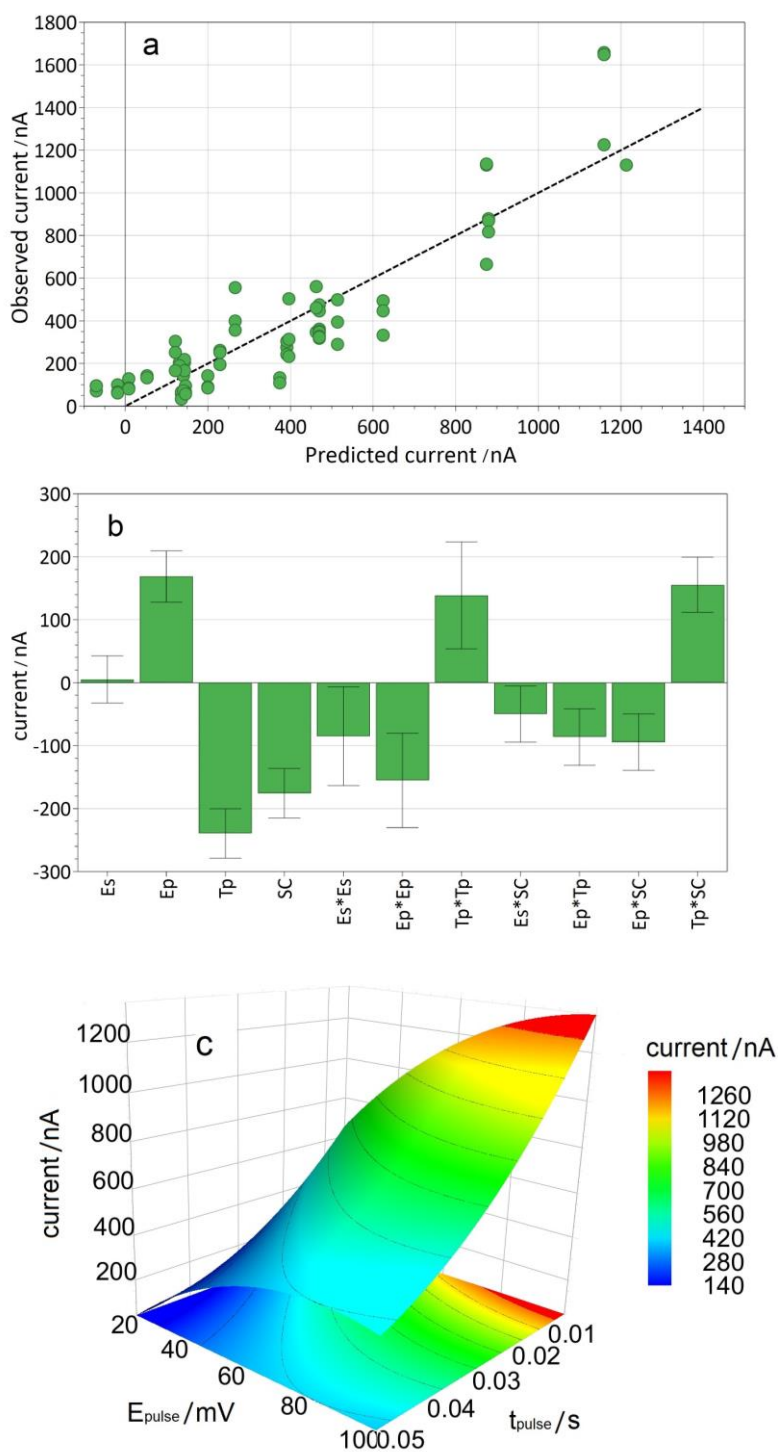 a
1800
1600
1400
1200
1000
800
600
400
200
0
Observed current /nA
0 200 400 600 800 1000 1200 1400
Predicted current /nA
b
300
200
100
0
-100
-200
-300
current /nA
Es Ep Tp SC Es*Es Ep*Ep Tp*Tp Es*SC Ep*Tp Ep*SC Tp*SC
c
current /nA
1200
1000
800
600
400
200
20 40 60 80 100
Epulse /mV
0.05 0.04 0.03 0.02 0.01
tpulse /s
current /nA
1260
1120
980
840
700
560
420
280
140